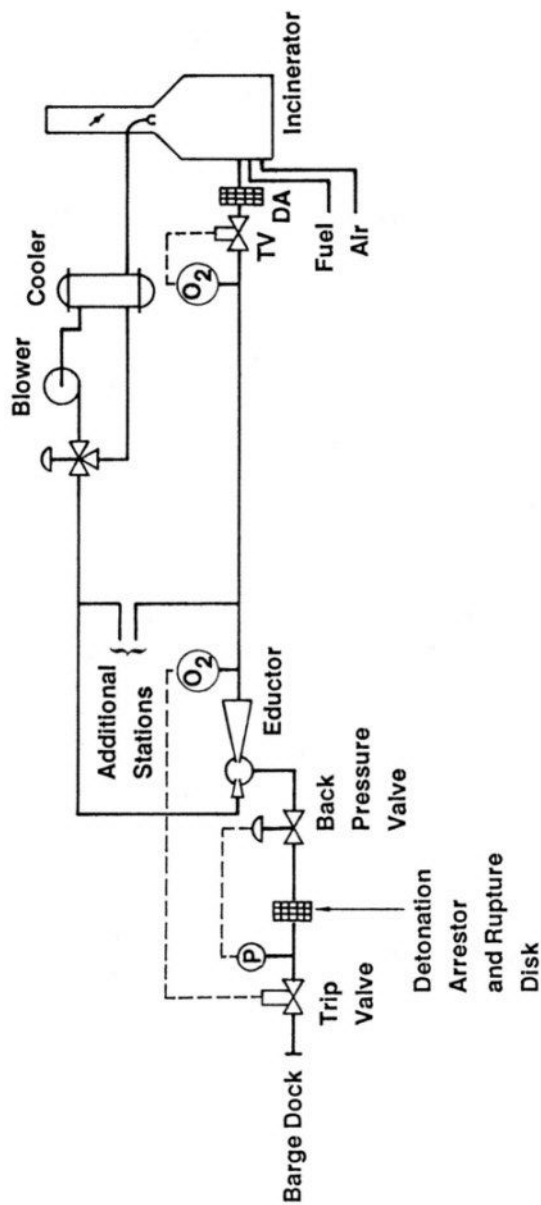 Blower
Cooler
Incinerator
O₂
TV
DA
Fuel
Air
Additional
Stations
O₂
Eductor
P
Barge Dock
Trip
Valve
Back
Pressure
Valve
Detonation
Arrestor
and Rupture
Disk